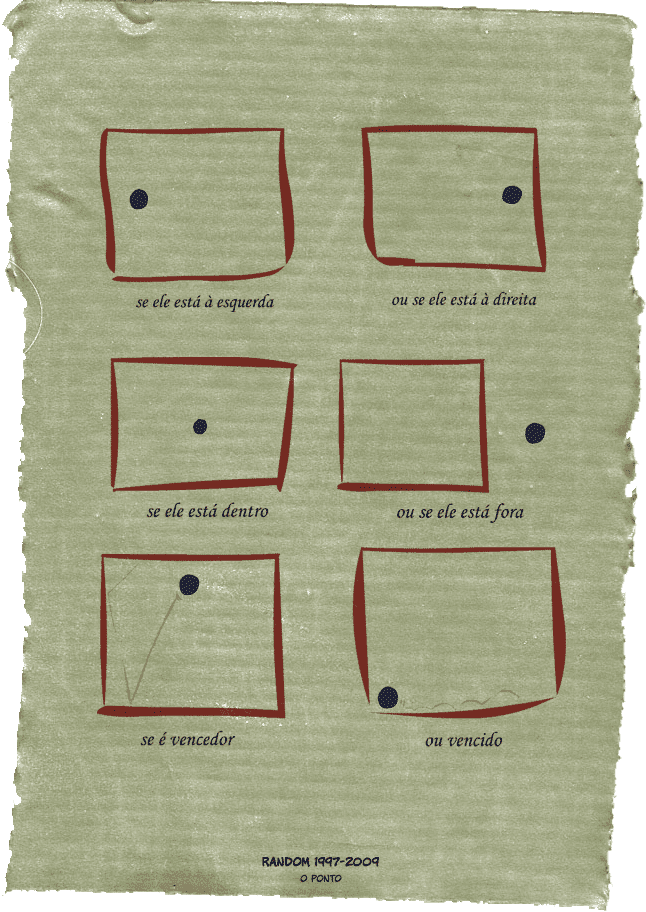 se ele está à esquerda
ou se ele está à direita
se ele está dentro
ou se ele está fora
se é vencedor
ou vencido
RANDOM 1997-2009
O PONTO